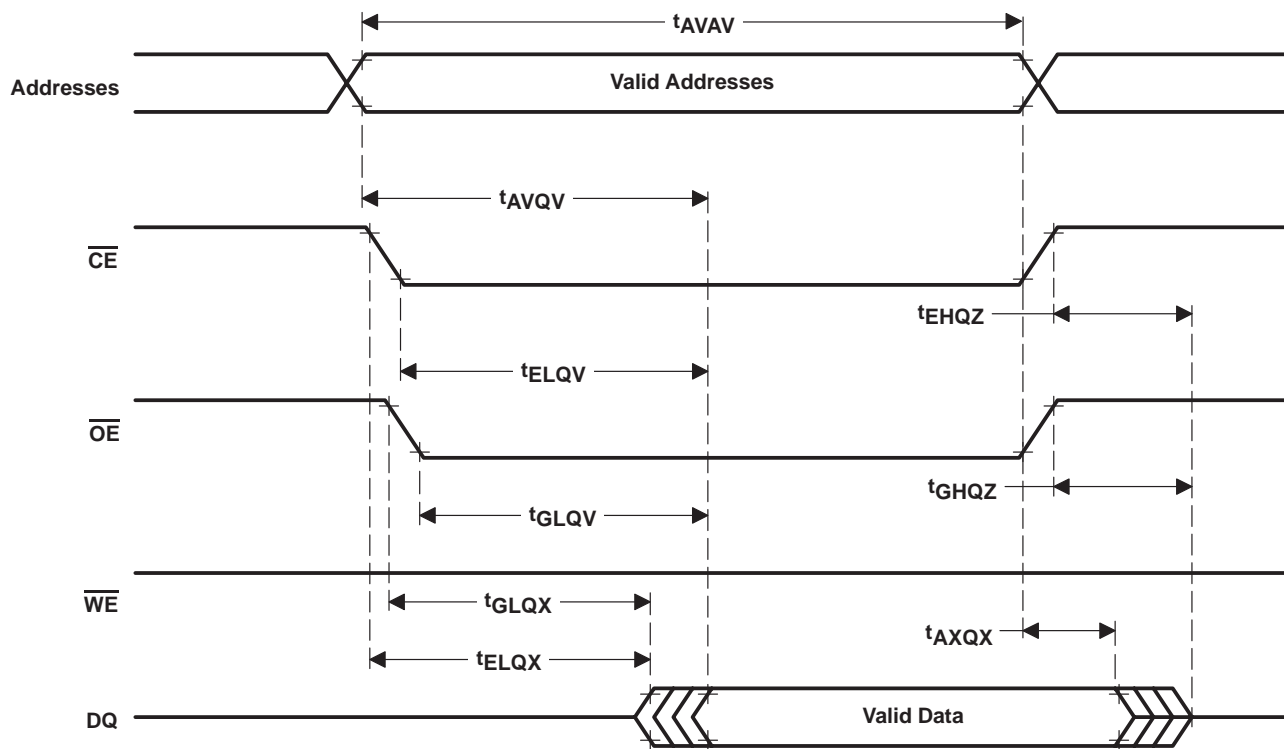 tAVAV
Addresses
Valid Addresses
tAVQV
CE
tEHQZ
tELQV
OE
tGHQZ
tGLQV
WE
tGLQX
tAXQX
tELQX
DQ
Valid Data